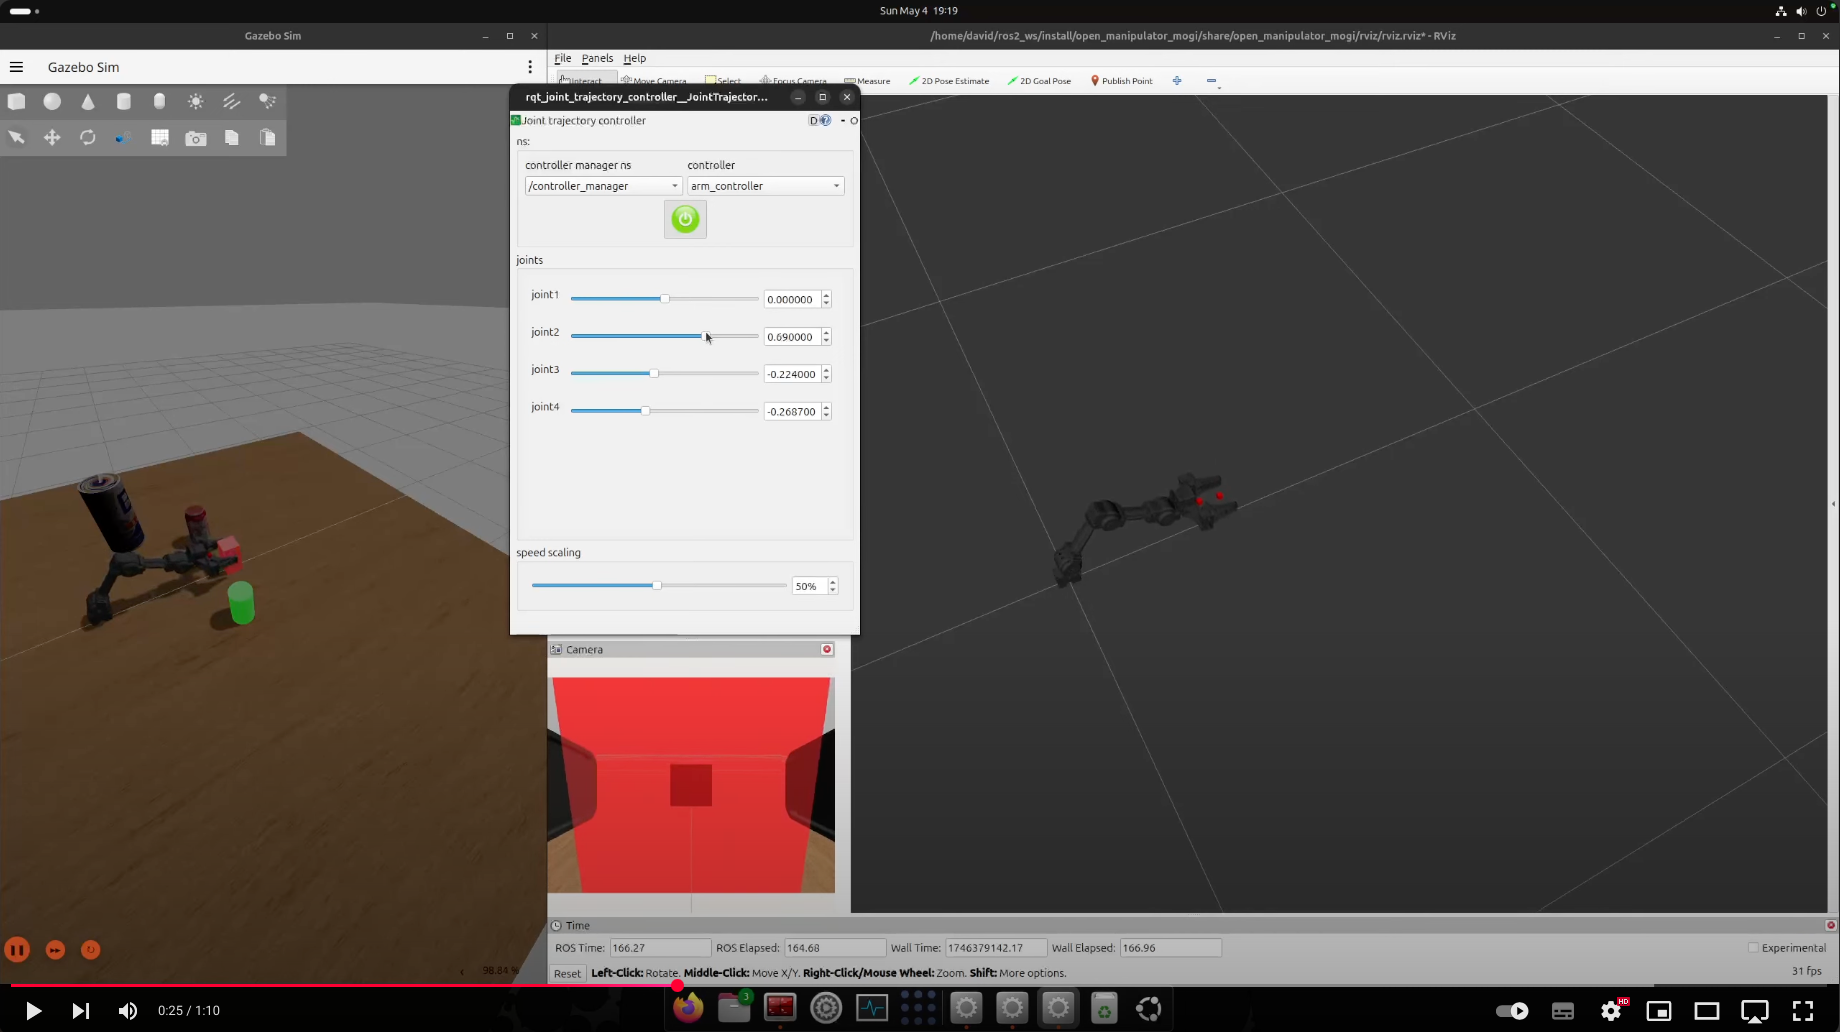 Sun May 4 19:19
Gazebo Sim
/home/david/ros2_ws/install/open_manipulator_mogi/share/open_manipulator_mogi/rviz/rviz.rviz* - RViz
Gazebo Sim
File Panels Help
Interact Move Camera Select Focus Camera Measure 2D Pose Estimate 2D Goal Pose Publish Point
rqt_joint_trajectory_controller__JointTrajector...
Joint trajectory controller D
ns:
controller manager ns controller
/controller_manager arm_controller
joints
joint1 0.000000
joint2 0.690000
joint3 -0.224000
joint4 -0.268700
speed scaling
50%
Camera
Time
ROS Time: 166.27 ROS Elapsed: 164.68 Wall Time: 1746379142.17 Wall Elapsed: 166.96 Experimental
98.84 %
Reset Left-Click: Rotate. Middle-Click: Move X/Y. Right-Click/Mouse Wheel: Zoom. Shift: More options. 31 fps
3
HD
0:25 / 1:10